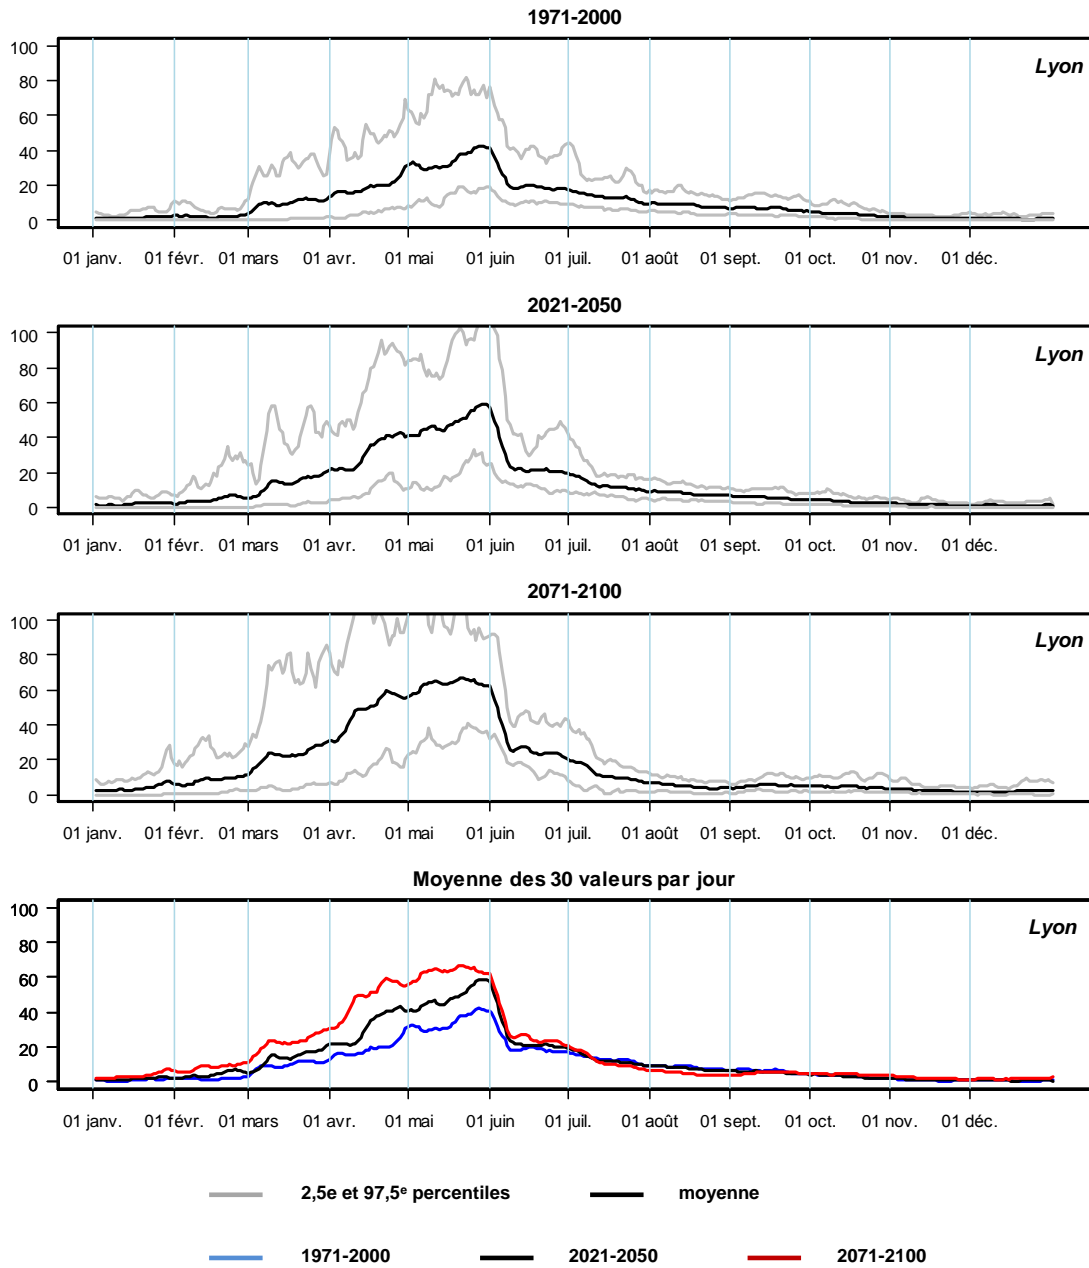 1971-2000
Lyon
100
80
60
40
20
0
01 janv. 01 févr. 01 mars 01 avr. 01 mai 01 juin 01 juil. 01 août 01 sept. 01 oct. 01 nov. 01 déc.
2021-2050
Lyon
100
80
60
40
20
0
01 janv. 01 févr. 01 mars 01 avr. 01 mai 01 juin 01 juil. 01 août 01 sept. 01 oct. 01 nov. 01 déc.
2071-2100
Lyon
100
80
60
40
20
0
01 janv. 01 févr. 01 mars 01 avr. 01 mai 01 juin 01 juil. 01 août 01 sept. 01 oct. 01 nov. 01 déc.
Moyenne des 30 valeurs par jour
Lyon
100
80
60
40
20
0
01 janv. 01 févr. 01 mars 01 avr. 01 mai 01 juin 01 juil. 01 août 01 sept. 01 oct. 01 nov. 01 déc.
2,5e et 97,5ᵉ percentiles moyenne
1971-2000 2021-2050 2071-2100